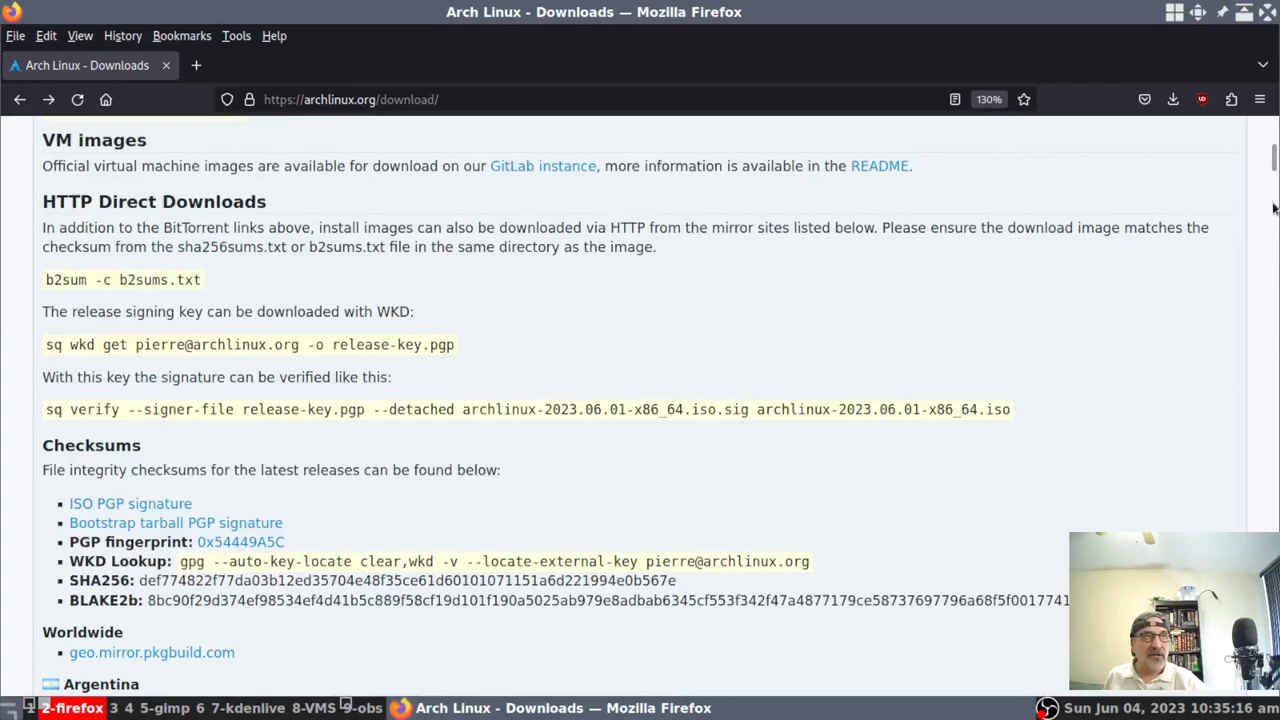 Arch Linux - Downloads — Mozilla Firefox
File Edit View History Bookmarks Tools Help
Arch Linux - Downloads
https://archlinux.org/download/
130%
VM images
Official virtual machine images are available for download on our GitLab instance, more information is available in the README.
HTTP Direct Downloads
In addition to the BitTorrent links above, install images can also be downloaded via HTTP from the mirror sites listed below. Please ensure the download image matches the
checksum from the sha256sums.txt or b2sums.txt file in the same directory as the image.
b2sum -c b2sums.txt
The release signing key can be downloaded with WKD:
sq wkd get pierre@archlinux.org -o release-key.pgp
With this key the signature can be verified like this:
sq verify --signer-file release-key.pgp --detached archlinux-2023.06.01-x86_64.iso.sig archlinux-2023.06.01-x86_64.iso
Checksums
File integrity checksums for the latest releases can be found below:
ISO PGP signature
Bootstrap tarball PGP signature
PGP fingerprint: 0x54449A5C
WKD Lookup: gpg --auto-key-locate clear,wkd -v --locate-external-key pierre@archlinux.org
SHA256: def774822f77da03b12ed35704e48f35ce61d60101071151a6d221994e0b567e
BLAKE2b: 8bc90f29d374ef98534ef4d41b5c889f58cf19d101f190a5025ab979e8adbab6345cf553f342f47a4877179ce58737697796a68f5f0017741
Worldwide
geo.mirror.pkgbuild.com
Argentina
1 2-firefox 3 4 5-gimp 6 7-kdenlive 8-VMS 9-obs Arch Linux - Downloads — Mozilla Firefox Sun Jun 04, 2023 10:35:16 am